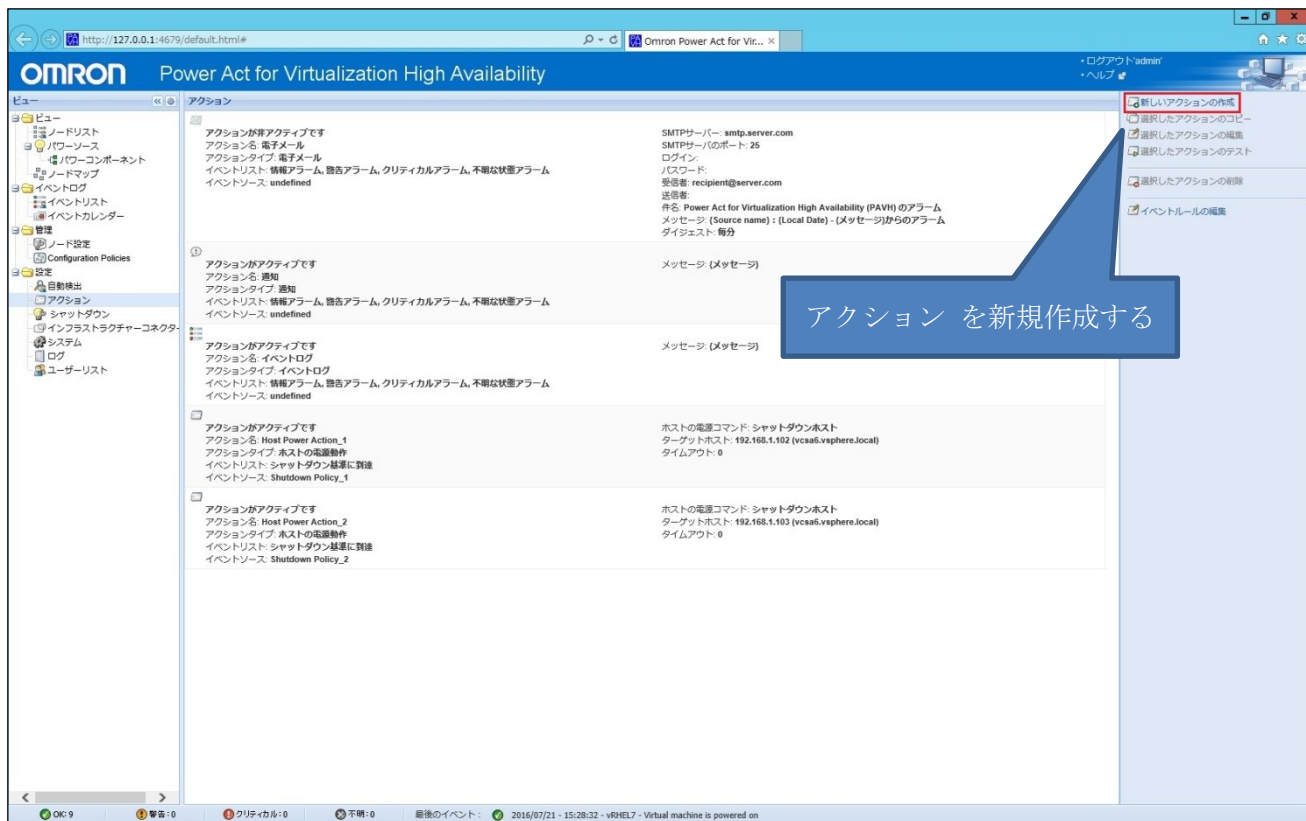 http://127.0.0.1:4679/default.html#
Omron Power Act for Vir...
OMRON
Power Act for Virtualization High Availability
・ログアウト'admin'
・ヘルプ
ビュー
ビュー
ノードリスト
パワーソース
パワーコンポーネント
ノードマップ
イベントログ
イベントリスト
イベントカレンダー
管理
ノード設定
Configuration Policies
設定
自動検出
アクション
シャットダウン
インフラストラクチャーコネクター
システム
ログ
ユーザーリスト
アクション
アクションが非アクティブです
アクション名: 電子メール
アクションタイプ: 電子メール
イベントリスト: 情報アラーム, 警告アラーム, クリティカルアラーム, 不明な状態アラーム
イベントソース: undefined
SMTPサーバー: smtp.server.com
SMTPサーバのポート: 25
ログイン:
パスワード:
受信者: recipient@server.com
送信者:
件名: Power Act for Virtualization High Availability (PAVH) のアラーム
メッセージ: {Source name} : {Local Date} - {メッセージ}からのアラーム
ダイジェスト: 毎分
アクションがアクティブです
アクション名: 通知
アクションタイプ: 通知
イベントリスト: 情報アラーム, 警告アラーム, クリティカルアラーム, 不明な状態アラーム
イベントソース: undefined
メッセージ: {メッセージ}
アクションがアクティブです
アクション名: イベントログ
アクションタイプ: イベントログ
イベントリスト: 情報アラーム, 警告アラーム, クリティカルアラーム, 不明な状態アラーム
イベントソース: undefined
メッセージ: {メッセージ}
アクションがアクティブです
アクション名: Host Power Action_1
アクションタイプ: ホストの電源動作
イベントリスト: シャットダウン基準に到達
イベントソース: Shutdown Policy_1
ホストの電源コマンド: シャットダウンホスト
ターゲットホスト: 192.168.1.102 (vcsa6.vsphere.local)
タイムアウト: 0
アクションがアクティブです
アクション名: Host Power Action_2
アクションタイプ: ホストの電源動作
イベントリスト: シャットダウン基準に到達
イベントソース: Shutdown Policy_2
ホストの電源コマンド: シャットダウンホスト
ターゲットホスト: 192.168.1.103 (vcsa6.vsphere.local)
タイムアウト: 0
新しいアクションの作成
選択したアクションのコピー
選択したアクションの編集
選択したアクションのテスト
選択したアクションの削除
イベントルールの編集
アクション を新規作成する
OK: 9
警告: 0
クリティカル: 0
不明: 0
最後のイベント :
2016/07/21 - 15:28:32 - vRHEL7 - Virtual machine is powered on